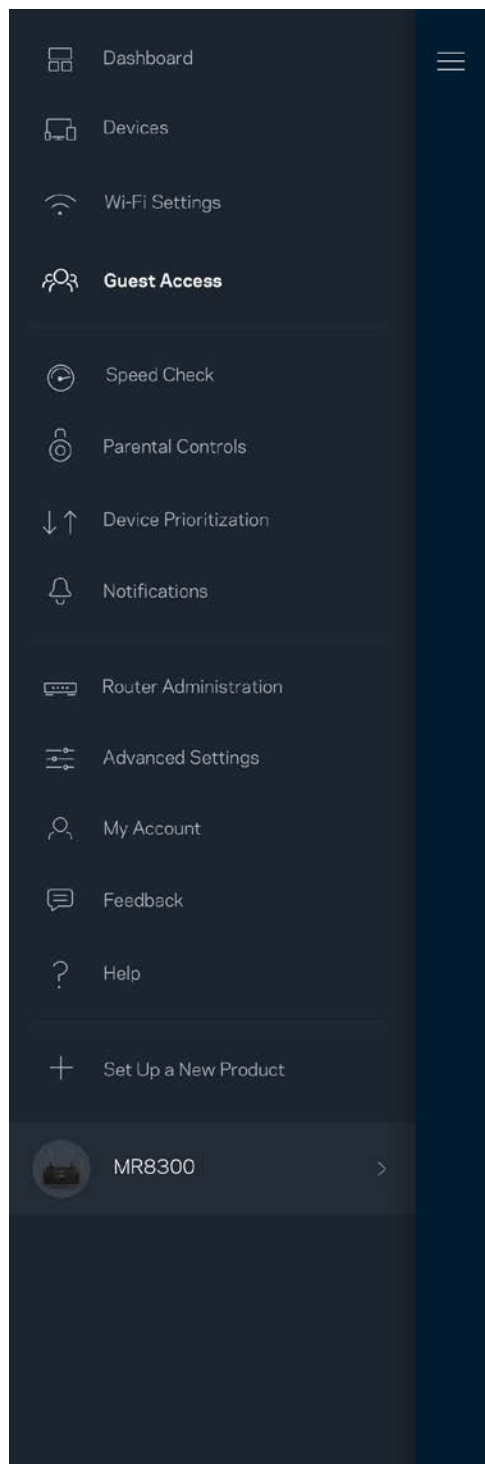 Dashboard
Devices
Wi-Fi Settings
Guest Access
Speed Check
Parental Controls
Device Prioritization
Notifications
Router Administration
Advanced Settings
My Account
Feedback
Help
Set Up a New Product
MR8300